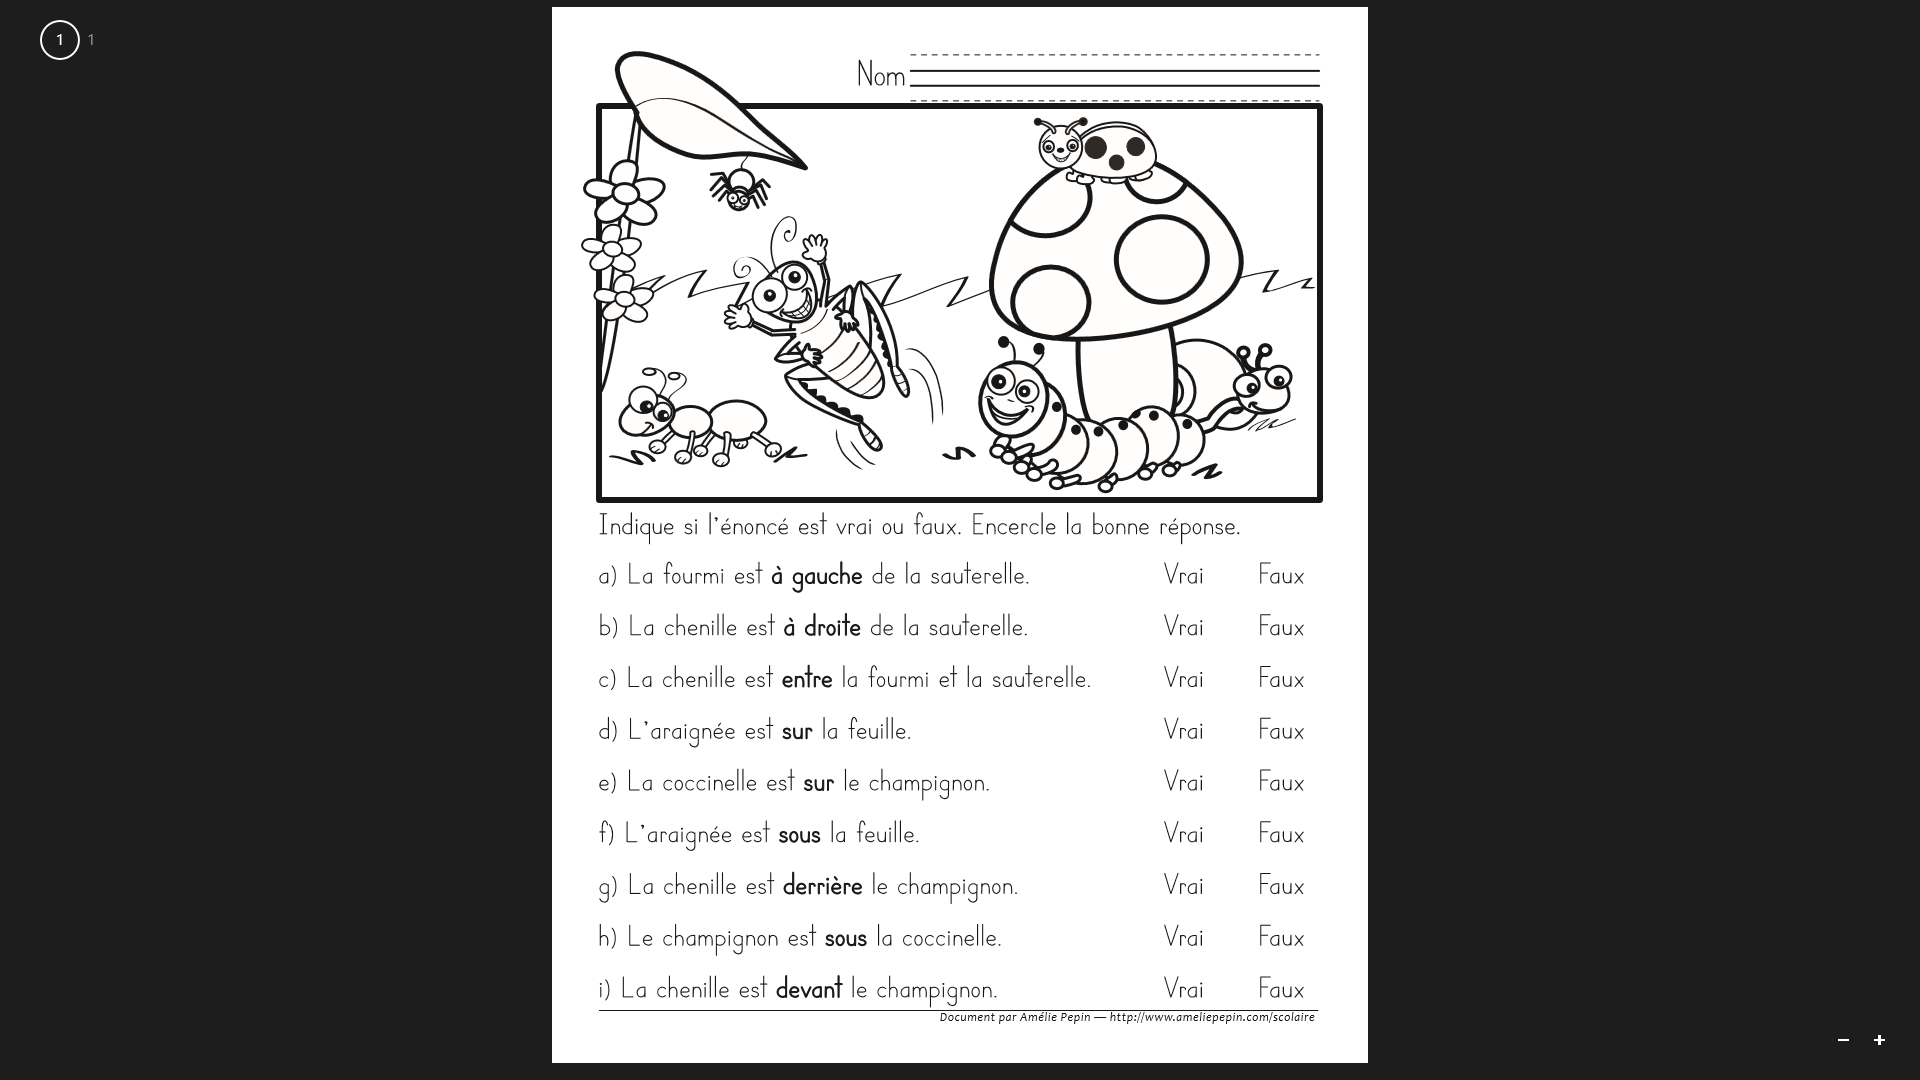 1 1
Nom
Indique si l'énoncé est vrai ou faux. Encercle la bonne réponse.
a) La fourmi est à gauche de la sauterelle. Vrai Faux
b) La chenille est à droite de la sauterelle. Vrai Faux
c) La chenille est entre la fourmi et la sauterelle. Vrai Faux
d) L'araignée est sur la feuille. Vrai Faux
e) La coccinelle est sur le champignon. Vrai Faux
f) L'araignée est sous la feuille. Vrai Faux
g) La chenille est derrière le champignon. Vrai Faux
h) Le champignon est sous la coccinelle. Vrai Faux
i) La chenille est devant le champignon. Vrai Faux
Document par Amélie Pepin — http://www.ameliepepin.com/scolaire